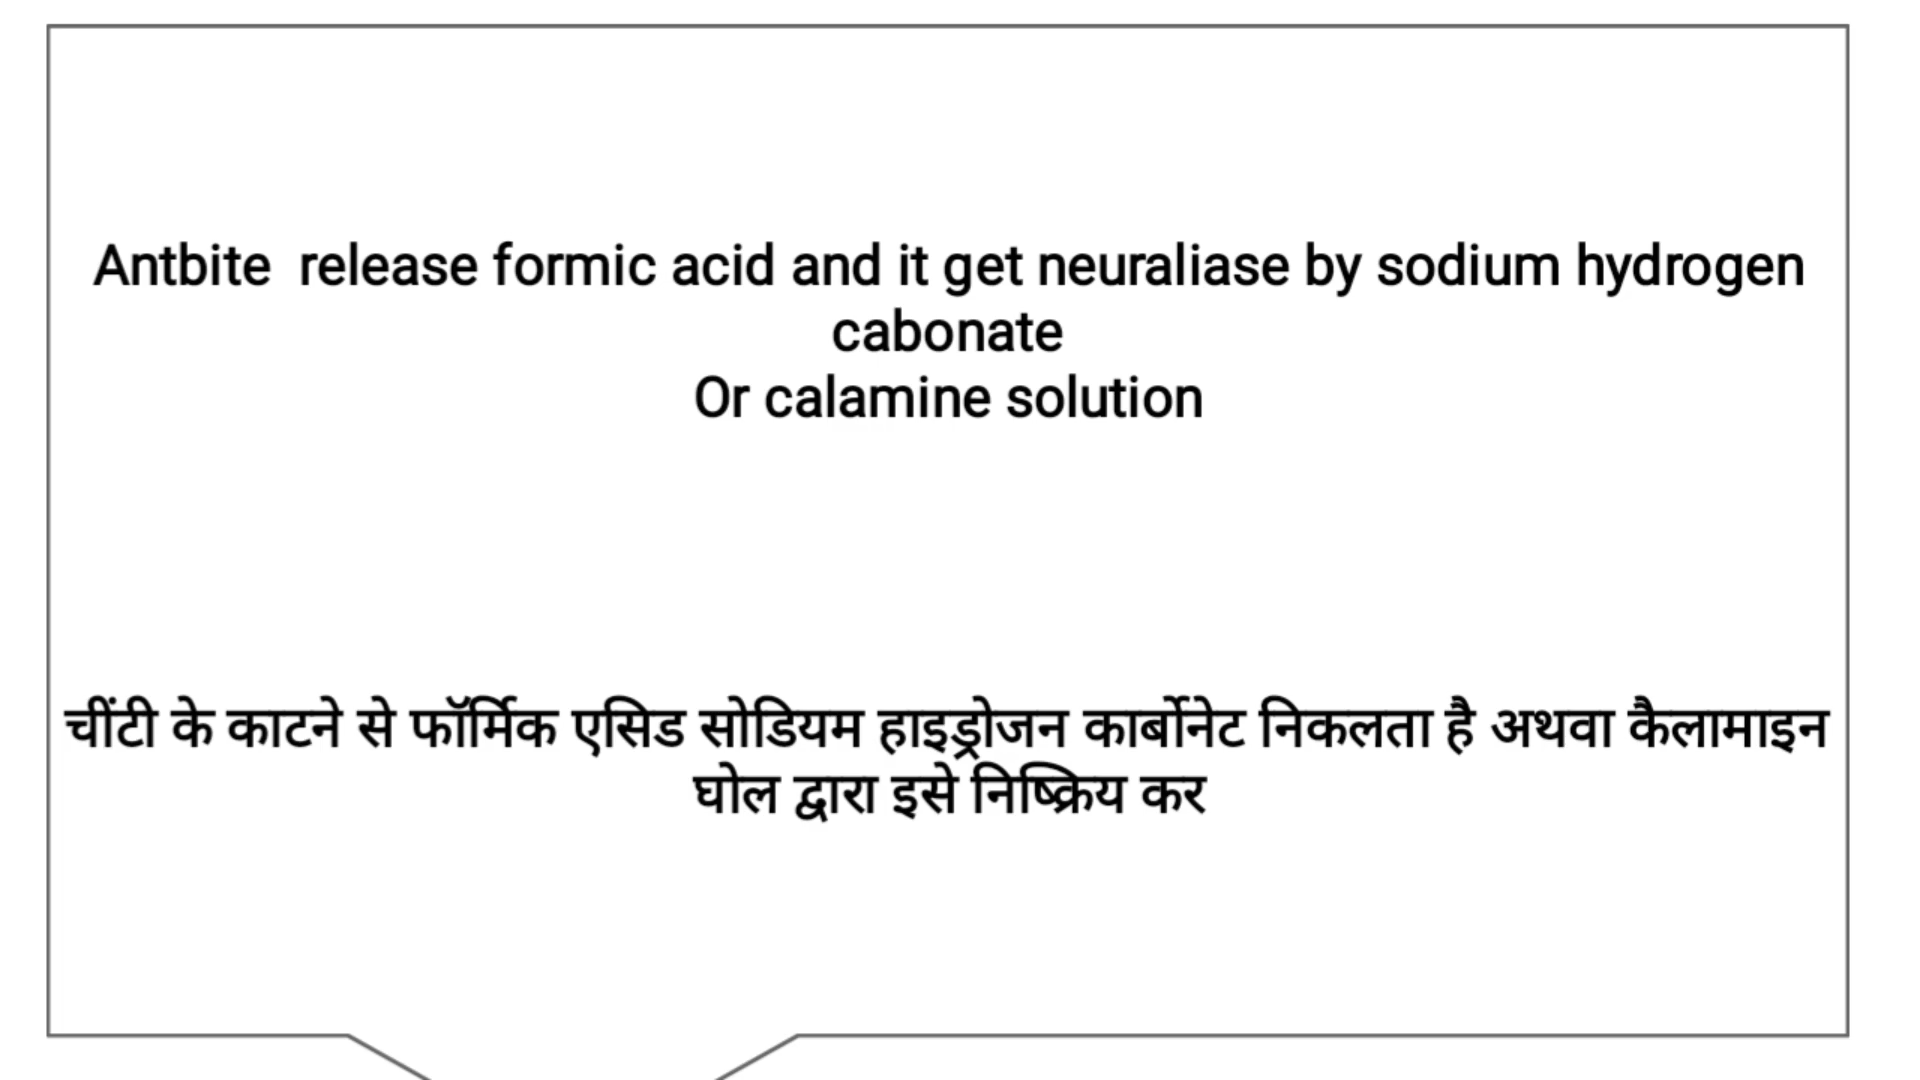 Antbite  release formic acid and it get neuraliase by sodium hydrogen
cabonate
Or calamine solution
चींटी के काटने से फॉर्मिक एसिड सोडियम हाइड्रोजन कार्बोनेट निकलता है अथवा कैलामाइन
घोल द्वारा इसे निष्क्रिय कर